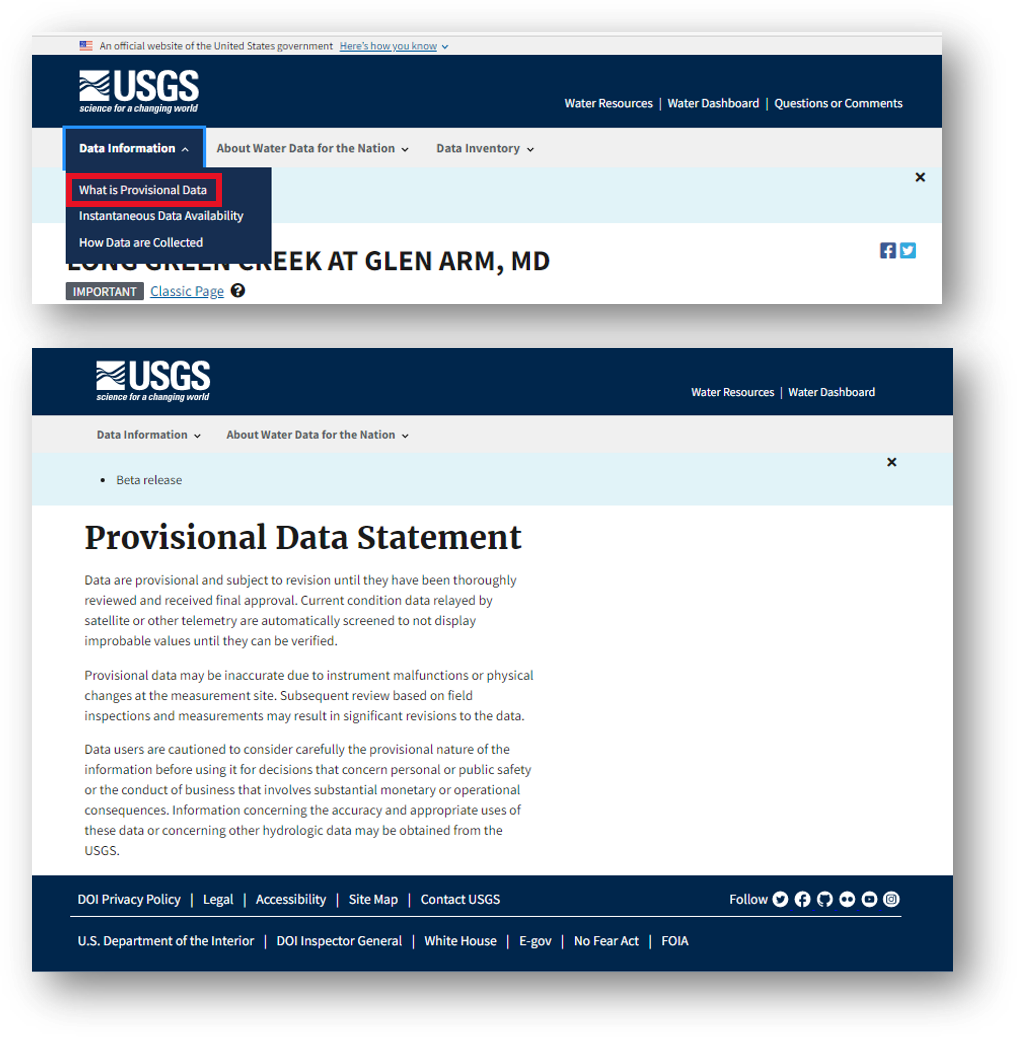 An official website of the United States government Here's how you know
USGS
science for a changing world
Water Resources | Water Dashboard | Questions or Comments
Data Information About Water Data for the Nation Data Inventory
What is Provisional Data
Instantaneous Data Availability
How Data are Collected
LONG GREEN CREEK AT GLEN ARM, MD
IMPORTANT Classic Page ?
USGS
science for a changing world
Water Resources | Water Dashboard
Data Information About Water Data for the Nation
• Beta release
Provisional Data Statement
Data are provisional and subject to revision until they have been thoroughly
reviewed and received final approval. Current condition data relayed by
satellite or other telemetry are automatically screened to not display
improbable values until they can be verified.
Provisional data may be inaccurate due to instrument malfunctions or physical
changes at the measurement site. Subsequent review based on field
inspections and measurements may result in significant revisions to the data.
Data users are cautioned to consider carefully the provisional nature of the
information before using it for decisions that concern personal or public safety
or the conduct of business that involves substantial monetary or operational
consequences. Information concerning the accuracy and appropriate uses of
these data or concerning other hydrologic data may be obtained from the
USGS.
DOI Privacy Policy | Legal | Accessibility | Site Map | Contact USGS Follow
U.S. Department of the Interior | DOI Inspector General | White House | E-gov | No Fear Act | FOIA